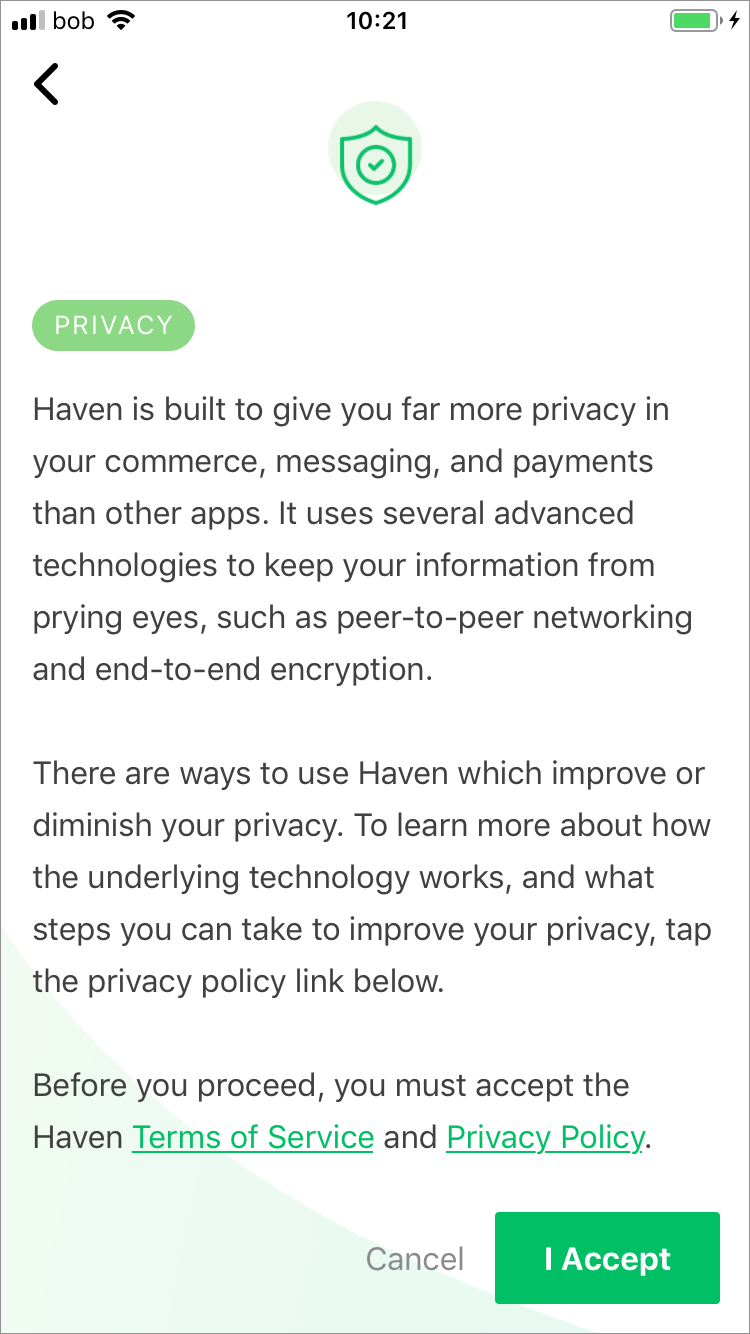 bob 10:21
PRIVACY
Haven is built to give you far more privacy in
your commerce, messaging, and payments
than other apps. It uses several advanced
technologies to keep your information from
prying eyes, such as peer-to-peer networking
and end-to-end encryption.
There are ways to use Haven which improve or
diminish your privacy. To learn more about how
the underlying technology works, and what
steps you can take to improve your privacy, tap
the privacy policy link below.
Before you proceed, you must accept the
Haven Terms of Service and Privacy Policy.
Cancel I Accept